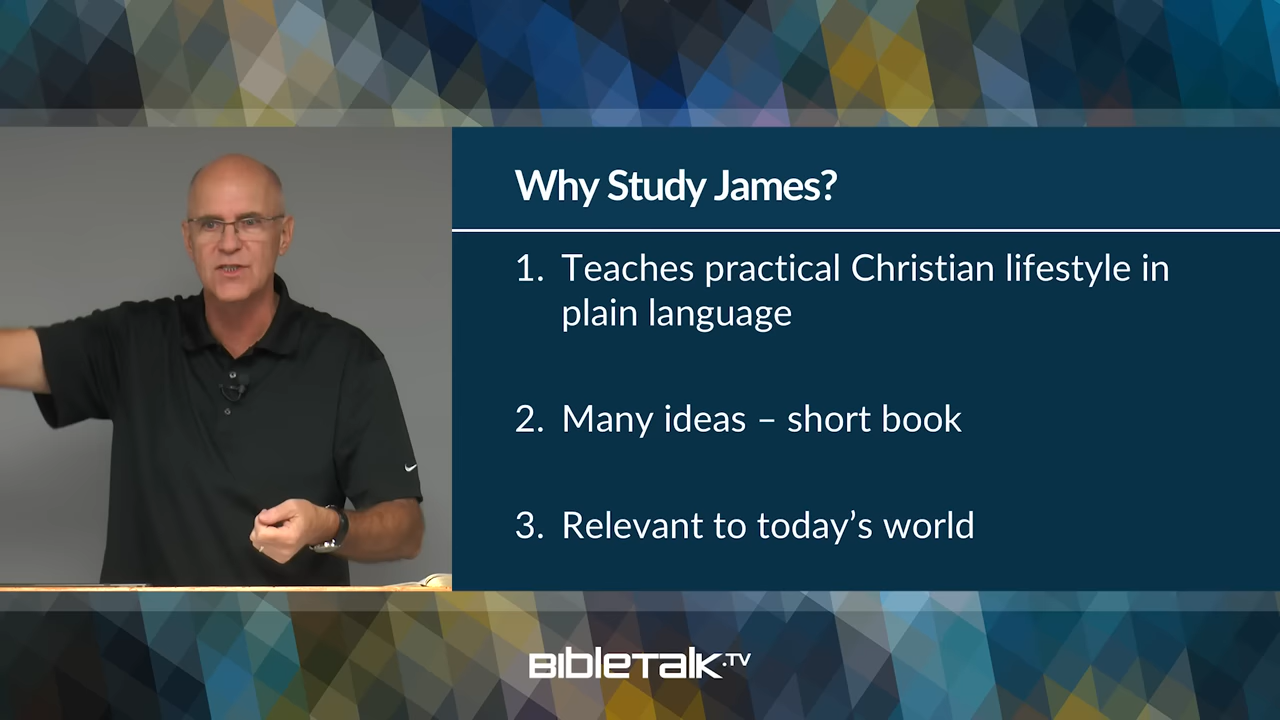 Why Study James?
1. Teaches practical Christian lifestyle in
plain language
2. Many ideas – short book
3. Relevant to today’s world
BIBLETALK.TV